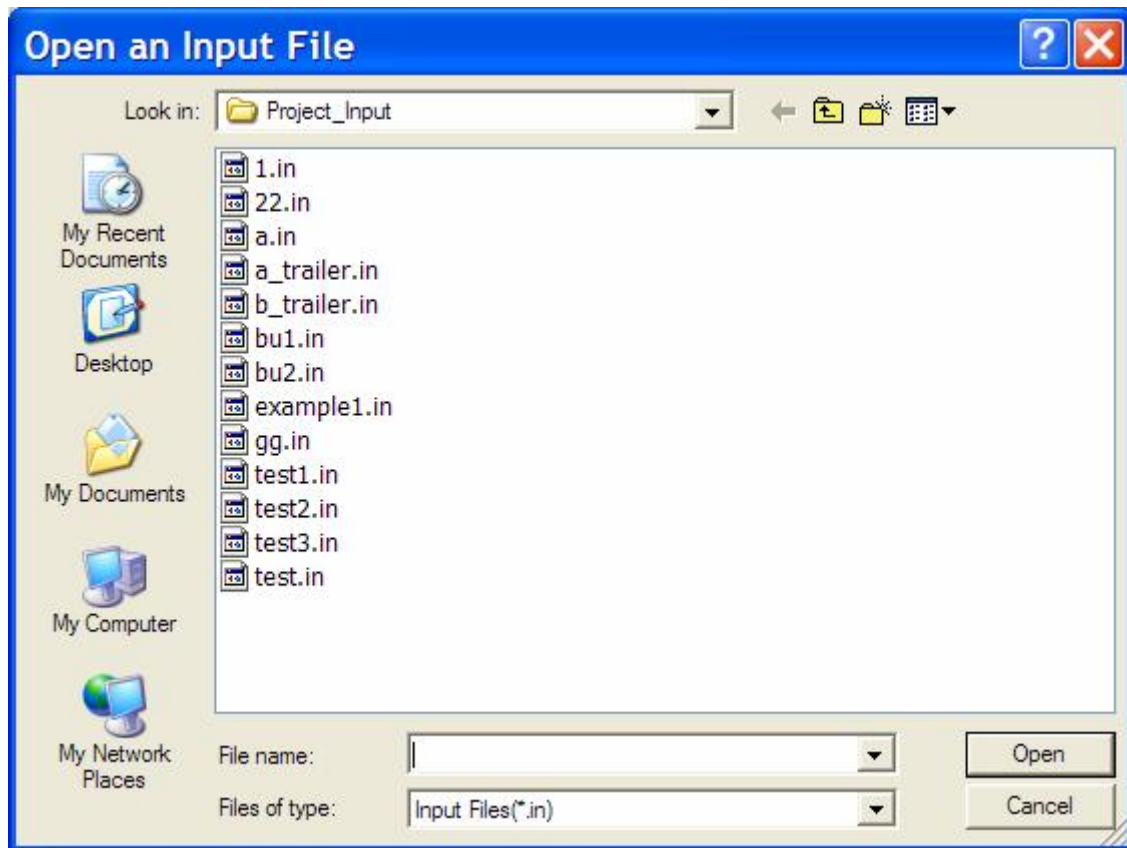 Open an Input File
Look in: Project_Input
1.in
22.in
a.in
a_trailer.in
b_trailer.in
bu1.in
bu2.in
example1.in
gg.in
test1.in
test2.in
test3.in
test.in
My Recent
Documents
Desktop
My Documents
My Computer
My Network
Places
File name:
Open
Files of type: Input Files(*.in)
Cancel